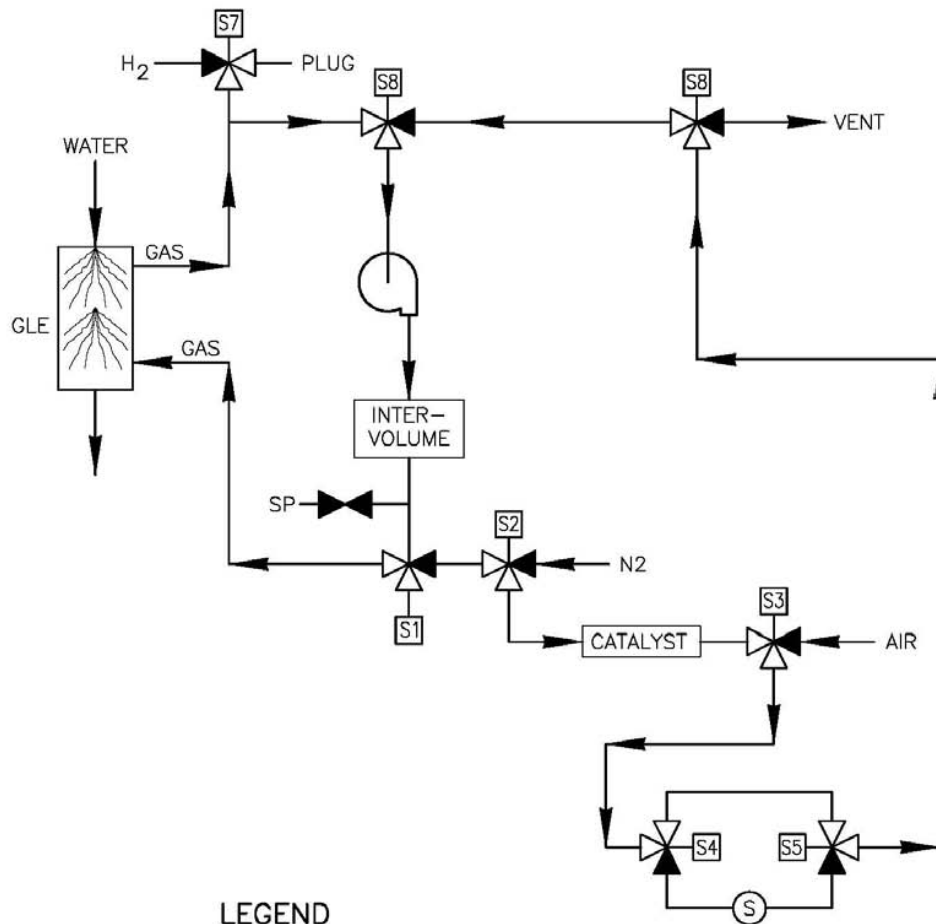 S7
H2
PLUG
S8
S8
VENT
WATER
GAS
GLE
GAS
INTER-
VOLUME
SP
S2
N2
S1
S3
CATALYST
AIR
S4
S5
S
LEGEND